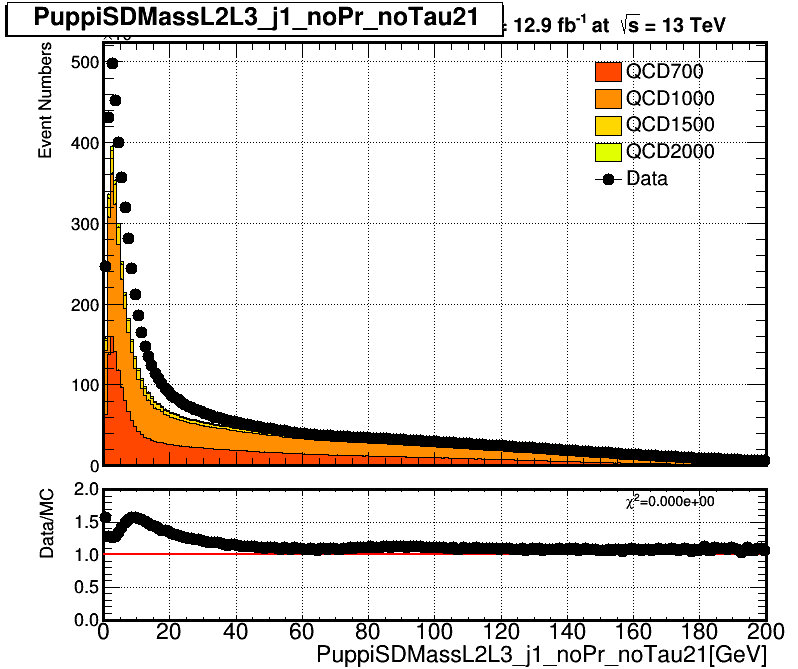 PuppiSDMassL2L3_j1_noPr_noTau21
= 12.9 fb-1 at √s = 13 TeV
Event Numbers
500
400
300
200
100
0
QCD700
QCD1000
QCD1500
QCD2000
Data
Data/MC
2.0
1.5
1.0
0.5
0.0
χ2=0.000e+00
0 20 40 60 80 100 120 140 160 180 200
PuppiSDMassL2L3_j1_noPr_noTau21[GeV]